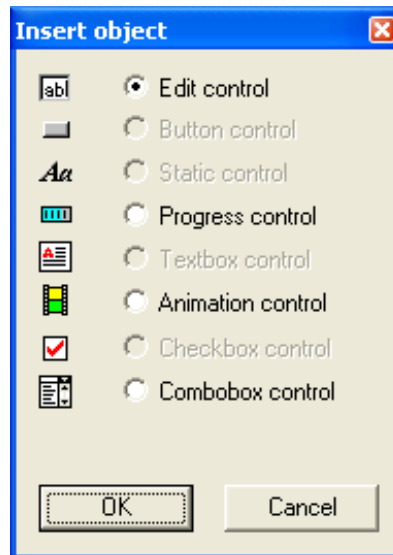 Insert object
abl Edit control
Button control
Aa Static control
Progress control
A Textbox control
Animation control
Checkbox control
Combobox control
OK Cancel